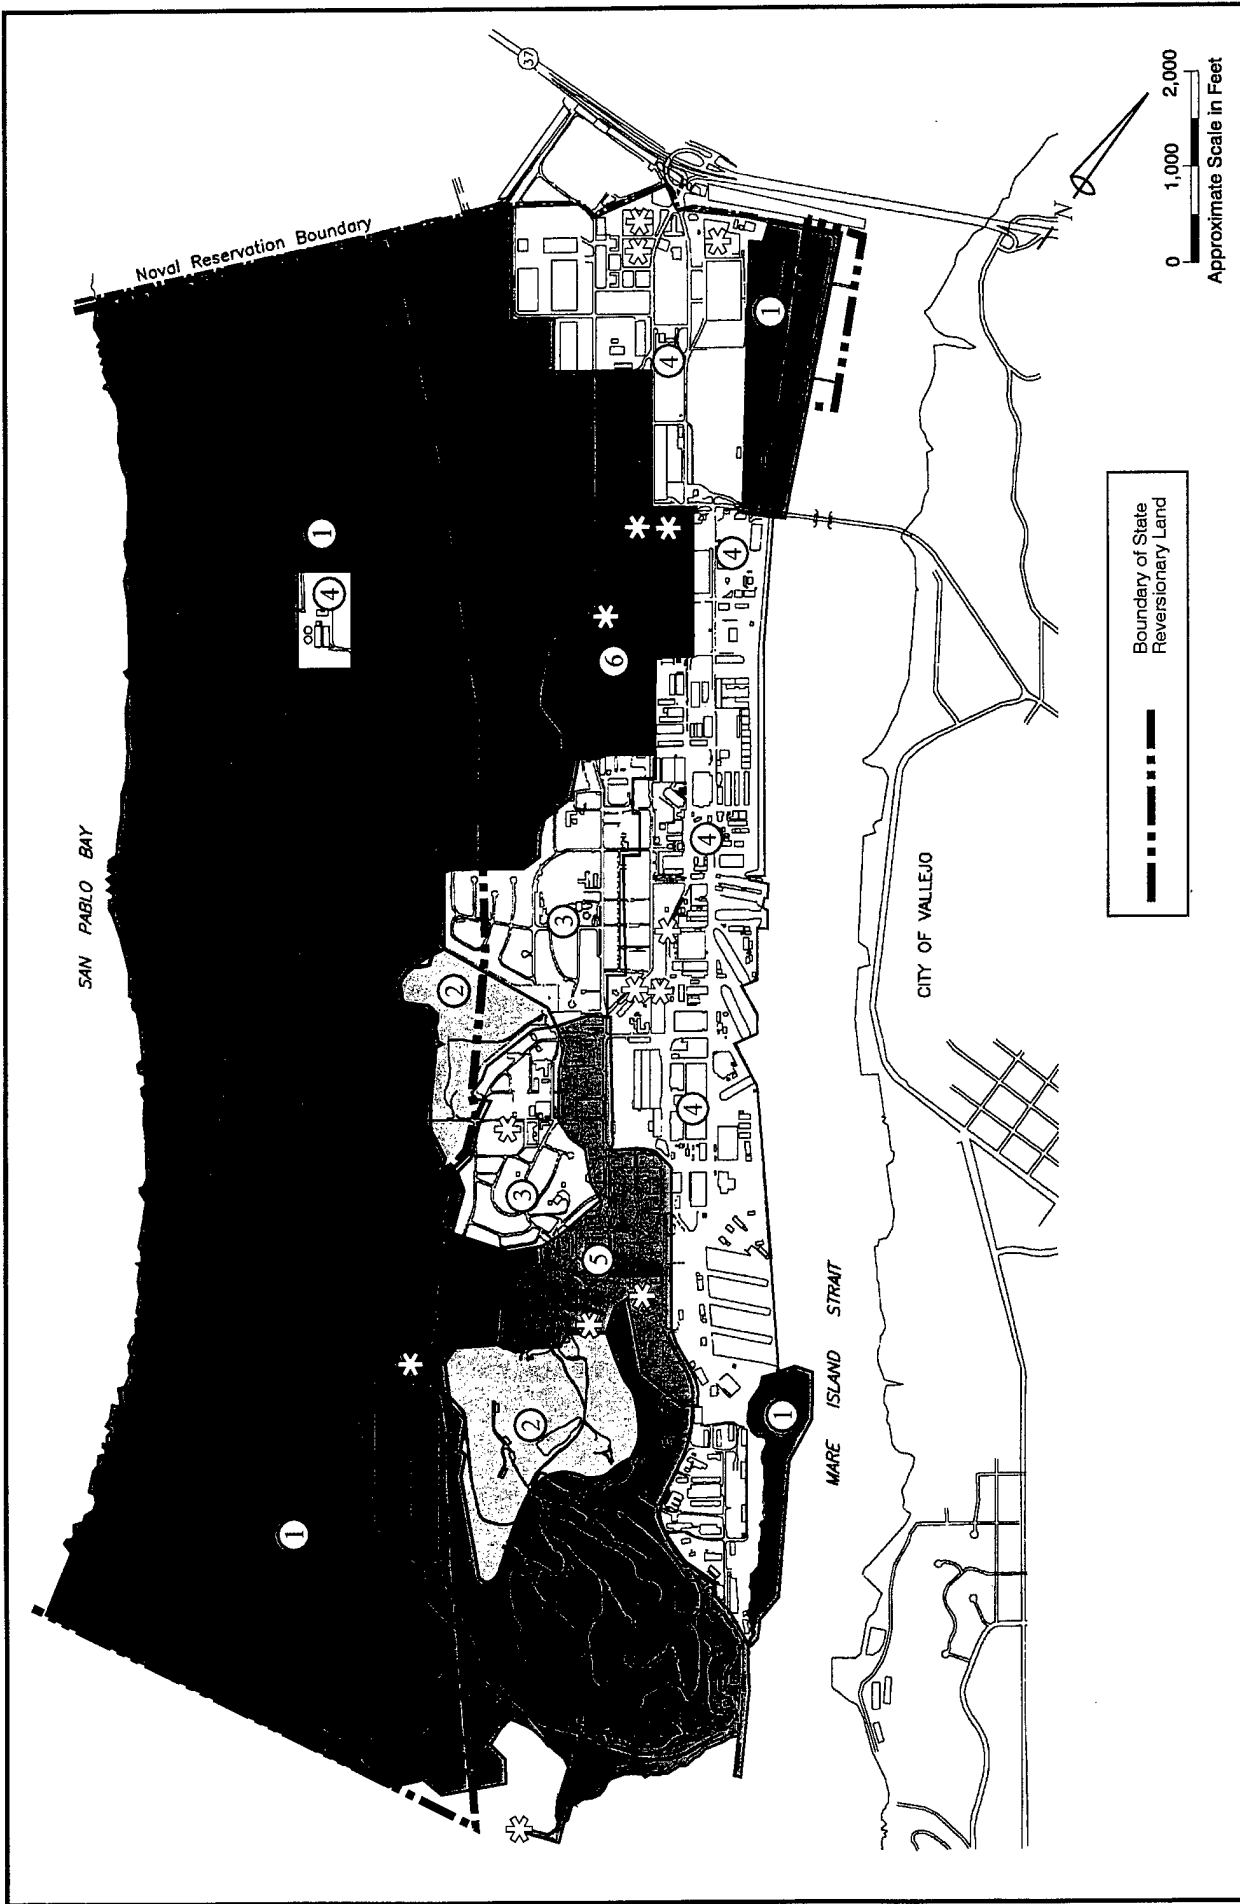 37
Naval Reservation Boundary
SAN PABLO BAY
1
4
1
4
6
4
4
3
2
4
3
5
2
1
1
MARE ISLAND STRAIT
CITY OF VALLEJO
Boundary of State
Reversionary Land
N
0 1,000 2,000
Approximate Scale in Feet